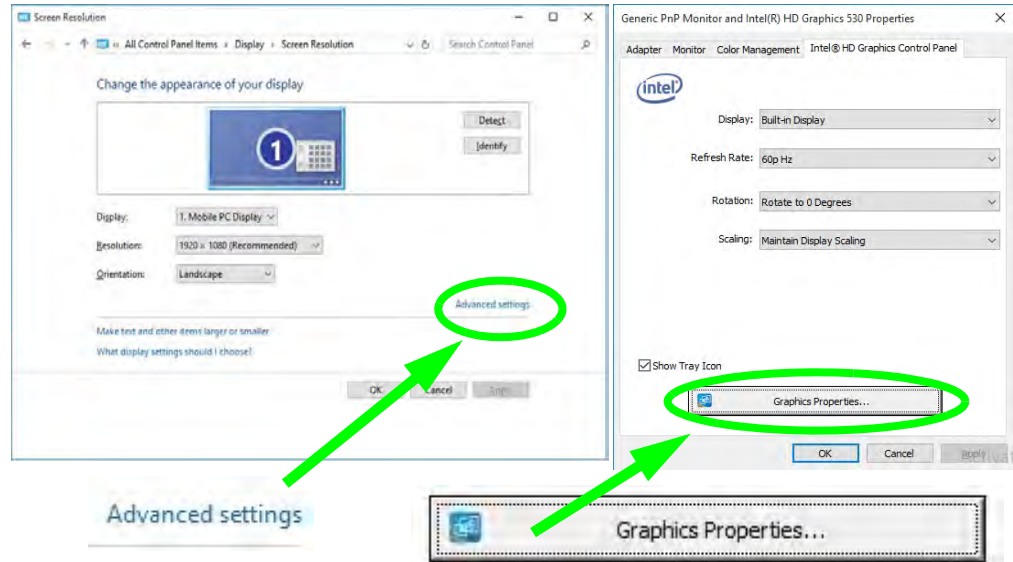 Screen Resolution
« All Control Panel Items › Display › Screen Resolution
Search Control Panel
Change the appearance of your display
1
Detect
Identify
Display: 1. Mobile PC Display
Resolution: 1920 × 1080 (Recommended)
Orientation: Landscape
Advanced settings
Make text and other items larger or smaller
What display settings should I choose?
OK Cancel Apply
Generic PnP Monitor and Intel(R) HD Graphics 530 Properties
Adapter Monitor Color Management Intel® HD Graphics Control Panel
intel®
Display: Built-in Display
Refresh Rate: 60p Hz
Rotation: Rotate to 0 Degrees
Scaling: Maintain Display Scaling
Show Tray Icon
Graphics Properties...
OK Cancel Apply
Advanced settings
Graphics Properties...